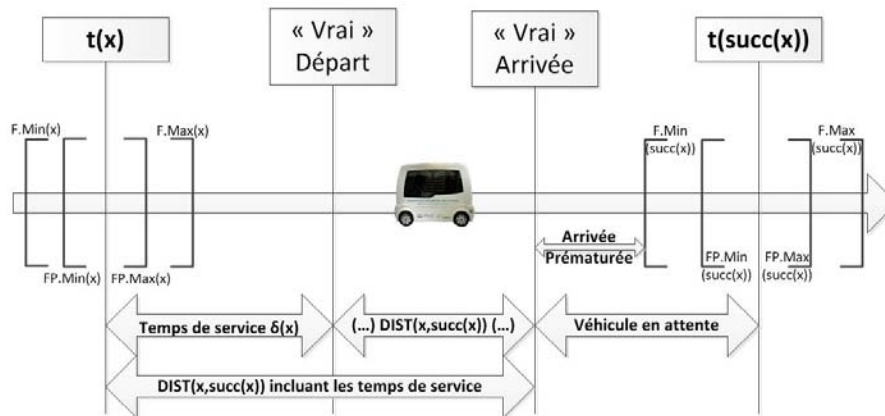 t(x)
« Vrai »
Départ
« Vrai »
Arrivée
t(succ(x))
F.Min(x)
F.Max(x)
F.Min
(succ(x))
F.Max
(succ(x))
Arrivée
Prématurée
FP.Min(x)
FP.Max(x)
FP.Min
(succ(x))
FP.Max
(succ(x))
Temps de service δ(x)
(...) DIST(x,succ(x)) (...)
Véhicule en attente
DIST(x,succ(x)) incluant les temps de service